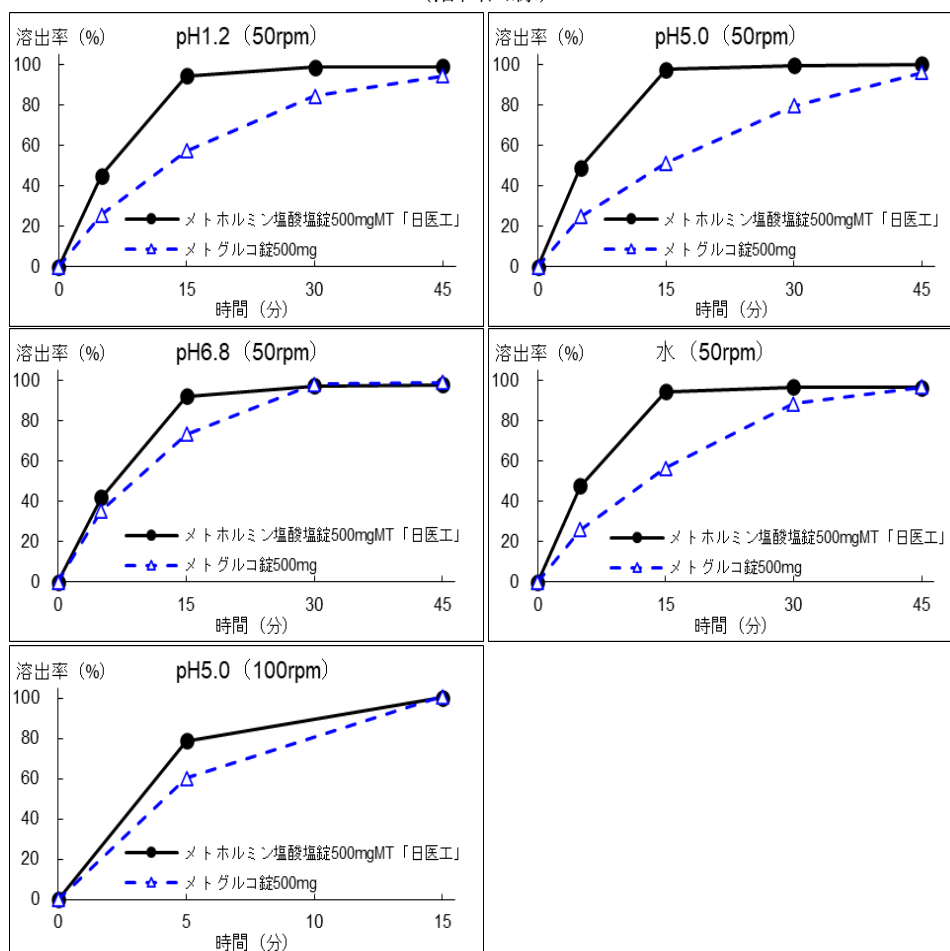 溶出率 (%) pH1.2 (50rpm)
100
80
60
40
20
0
メトホルミン塩酸塩錠500mgMT「日医工」
メトグルコ錠500mg
0 15 30 45
時間 (分)
溶出率 (%) pH5.0 (50rpm)
100
80
60
40
20
0
メトホルミン塩酸塩錠500mgMT「日医工」
メトグルコ錠500mg
0 15 30 45
時間 (分)
溶出率 (%) pH6.8 (50rpm)
100
80
60
40
20
0
メトホルミン塩酸塩錠500mgMT「日医工」
メトグルコ錠500mg
0 15 30 45
時間 (分)
溶出率 (%) 水 (50rpm)
100
80
60
40
20
0
メトホルミン塩酸塩錠500mgMT「日医工」
メトグルコ錠500mg
0 15 30 45
時間 (分)
溶出率 (%) pH5.0 (100rpm)
100
80
60
40
20
0
メトホルミン塩酸塩錠500mgMT「日医工」
メトグルコ錠500mg
0 5 10 15
時間 (分)